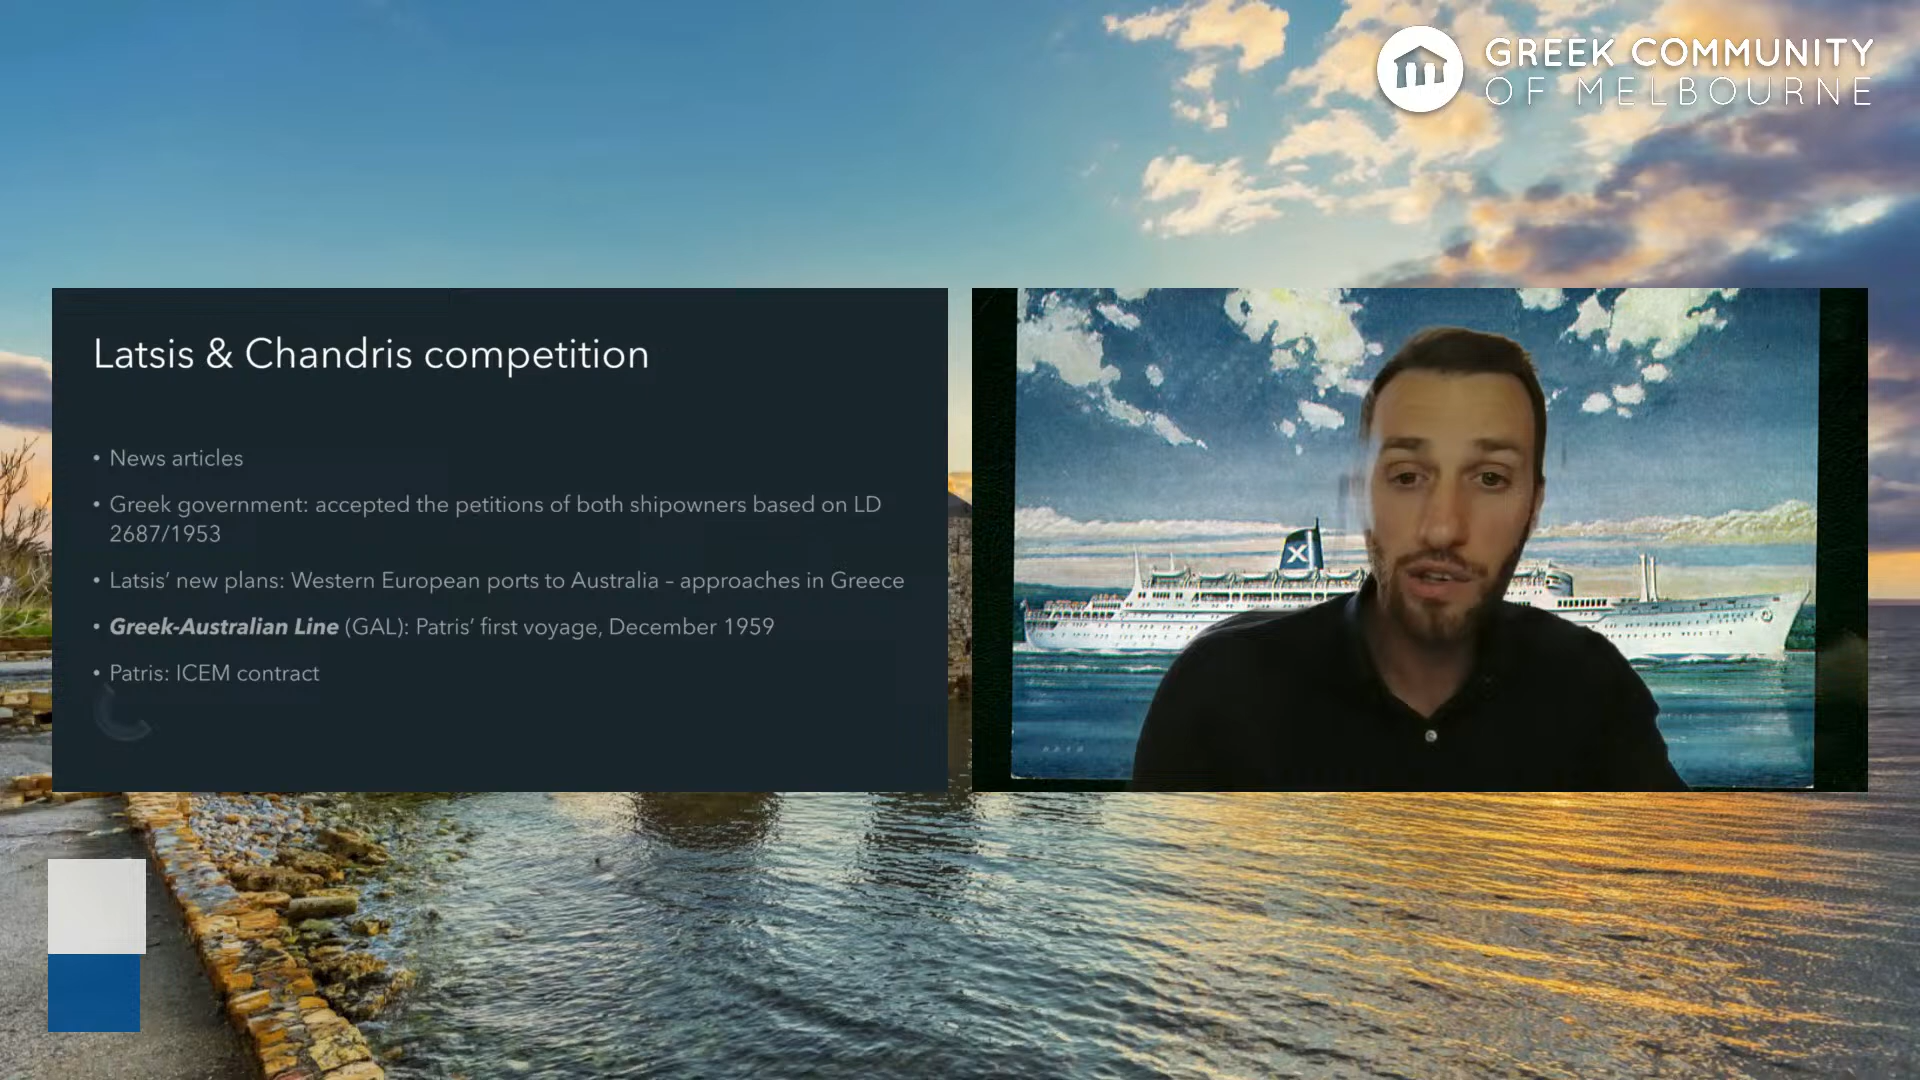 GREEK COMMUNITY
OF MELBOURNE
Latsis & Chandris competition
• News articles
• Greek government: accepted the petitions of both shipowners based on LD
2687/1953
• Latsis’ new plans: Western European ports to Australia – approaches in Greece
• Greek-Australian Line (GAL): Patris’ first voyage, December 1959
• Patris: ICEM contract
X